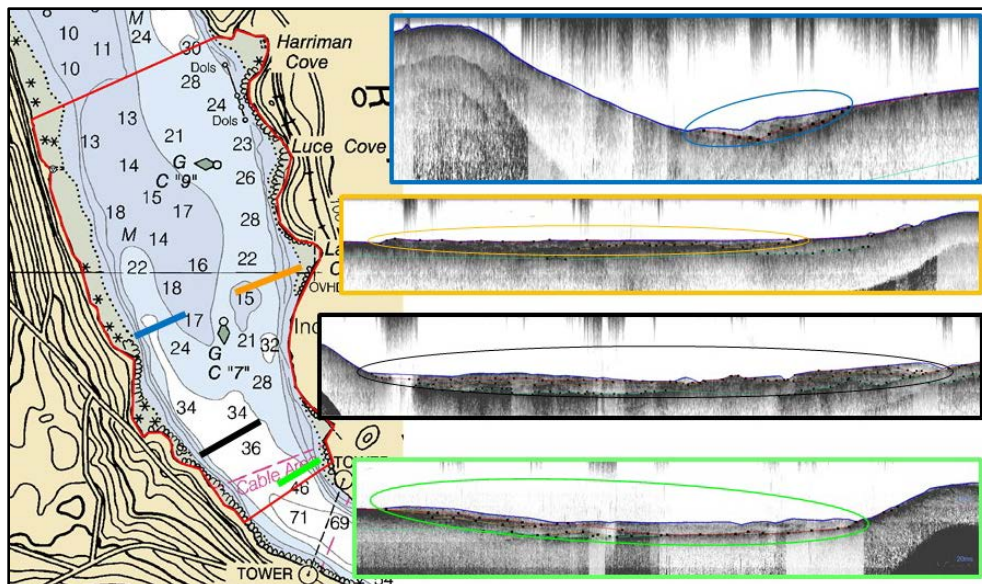 M
24
10
11
10
30
Harriman
Cove
Dols
28
24
Dols
13
13
21
23
Luce Cove
G
C "9"
14
26
15
18
17
28
M
14
22
16
22
18
15
OVHD
17
21
24
G
C "7"
32
28
34
34
36
Cable Area
TOWER
46
71
69
TOWER
20ms